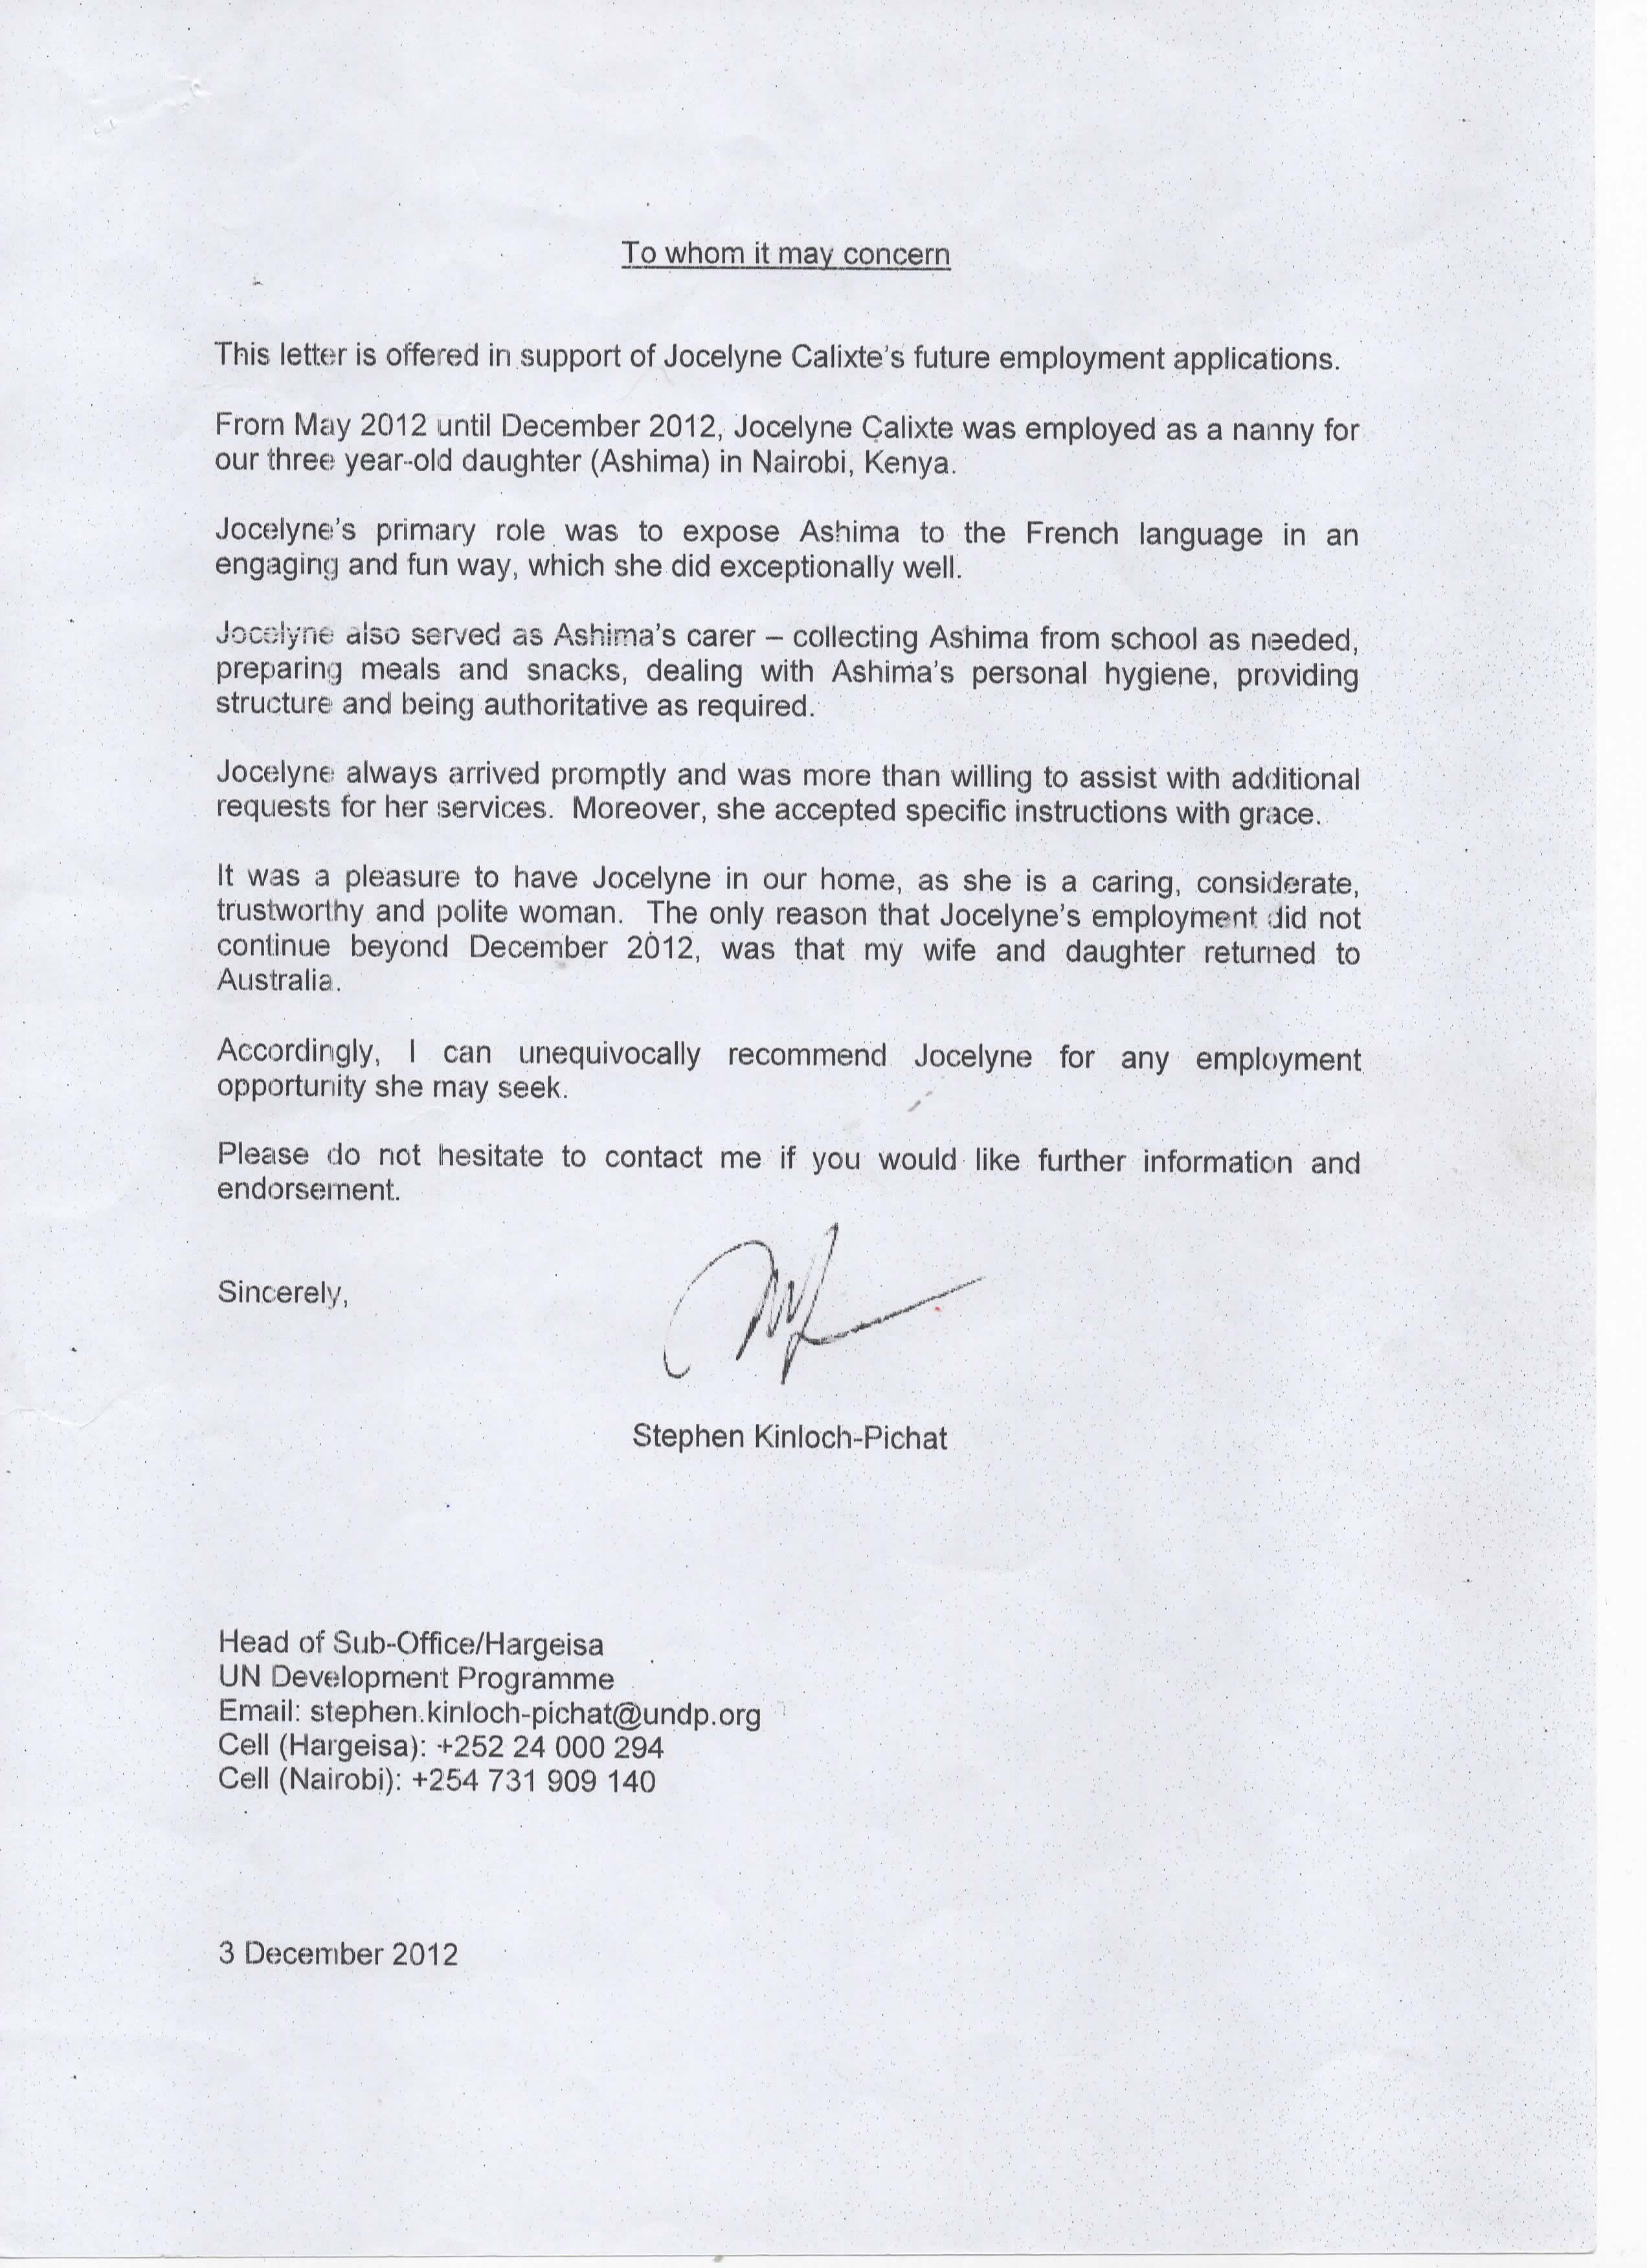 To whom it may concern
This letter is offered in support of Jocelyne Calixte's future employment applications.
From May 2012 until December 2012, Jocelyne Calixte was employed as a nanny for
our three year-old daughter (Ashima) in Nairobi, Kenya.
Jocelyne's primary role was to expose Ashima to the French language in an
engaging and fun way, which she did exceptionally well.
Jocelyne also served as Ashima's carer – collecting Ashima from school as needed,
preparing meals and snacks, dealing with Ashima's personal hygiene, providing
structure and being authoritative as required.
Jocelyne always arrived promptly and was more than willing to assist with additional
requests for her services. Moreover, she accepted specific instructions with grace.
It was a pleasure to have Jocelyne in our home, as she is a caring, considerate,
trustworthy and polite woman. The only reason that Jocelyne's employment did not
continue beyond December 2012, was that my wife and daughter returned to
Australia.
Accordingly, I can unequivocally recommend Jocelyne for any employment
opportunity she may seek.
Please do not hesitate to contact me if you would like further information and
endorsement.
Sincerely,
Stephen Kinloch-Pichat
Head of Sub-Office/Hargeisa
UN Development Programme
Email: stephen.kinloch-pichat@undp.org
Cell (Hargeisa): +252 24 000 294
Cell (Nairobi): +254 731 909 140
3 December 2012